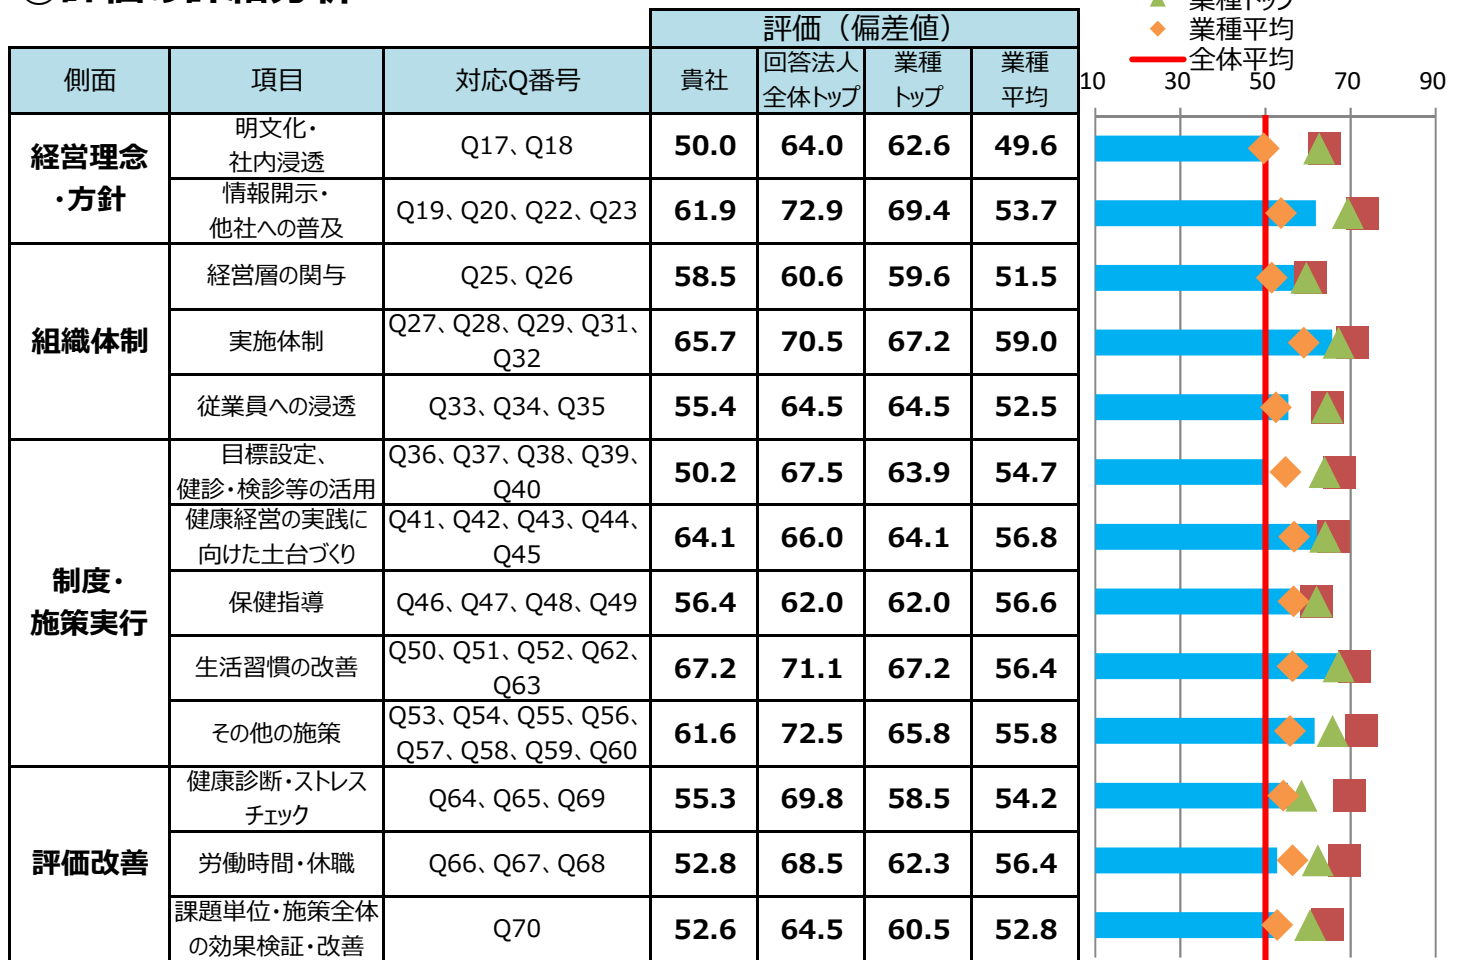 評価（偏差値）
業種平均
全体平均
側面 項目 対応Q番号 貴社 回答法人 業種 業種
全体トップ トップ 平均
10 30 50 70 90
経営理念
・方針
明文化・
社内浸透
Q17、Q18 50.0 64.0 62.6 49.6
情報開示・
他社への普及
Q19、Q20、Q22、Q23 61.9 72.9 69.4 53.7
組織体制
経営層の関与 Q25、Q26 58.5 60.6 59.6 51.5
実施体制
Q27、Q28、Q29、Q31、
Q32
65.7 70.5 67.2 59.0
従業員への浸透 Q33、Q34、Q35 55.4 64.5 64.5 52.5
制度・
施策実行
目標設定、
健診・検診等の活用
Q36、Q37、Q38、Q39、
Q40
50.2 67.5 63.9 54.7
健康経営の実践に
向けた土台づくり
Q41、Q42、Q43、Q44、
Q45
64.1 66.0 64.1 56.8
保健指導 Q46、Q47、Q48、Q49 56.4 62.0 62.0 56.6
生活習慣の改善
Q50、Q51、Q52、Q62、
Q63
67.2 71.1 67.2 56.4
その他の施策
Q53、Q54、Q55、Q56、
Q57、Q58、Q59、Q60
61.6 72.5 65.8 55.8
評価改善
健康診断・ストレス
チェック
Q64、Q65、Q69 55.3 69.8 58.5 54.2
労働時間・休職 Q66、Q67、Q68 52.8 68.5 62.3 56.4
課題単位・施策全体
の効果検証・改善
Q70 52.6 64.5 60.5 52.8